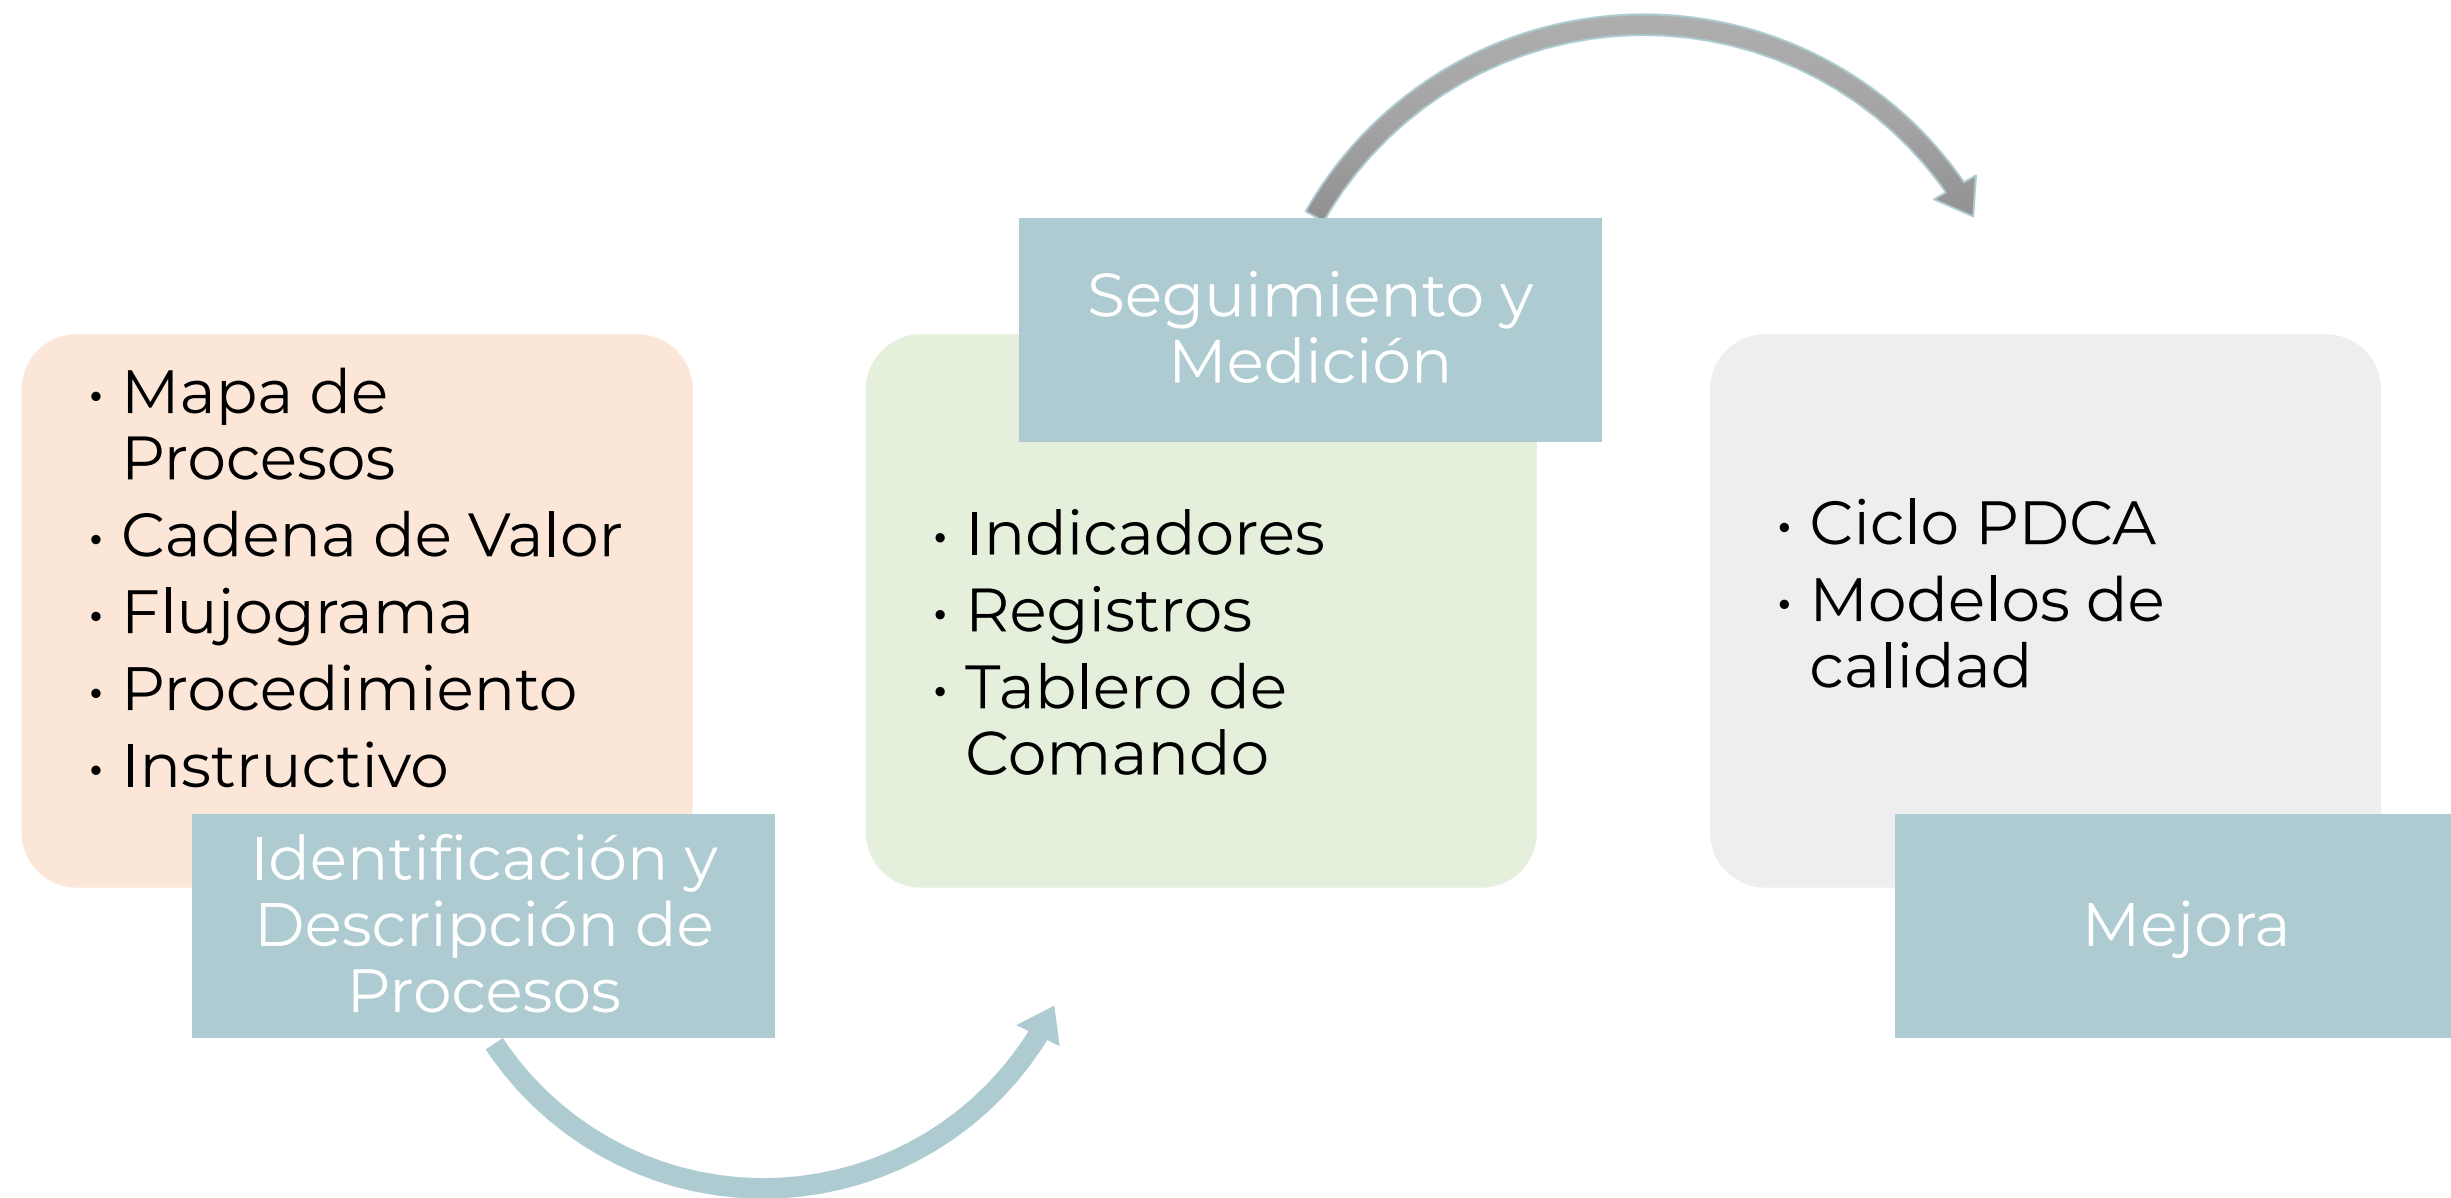 • Mapa de
Procesos
• Cadena de Valor
• Flujograma
• Procedimiento
• Instructivo
Identificación y
Descripción de
Procesos
Seguimiento y
Medición
• Indicadores
• Registros
• Tablero de
Comando
• Ciclo PDCA
• Modelos de
calidad
Mejora